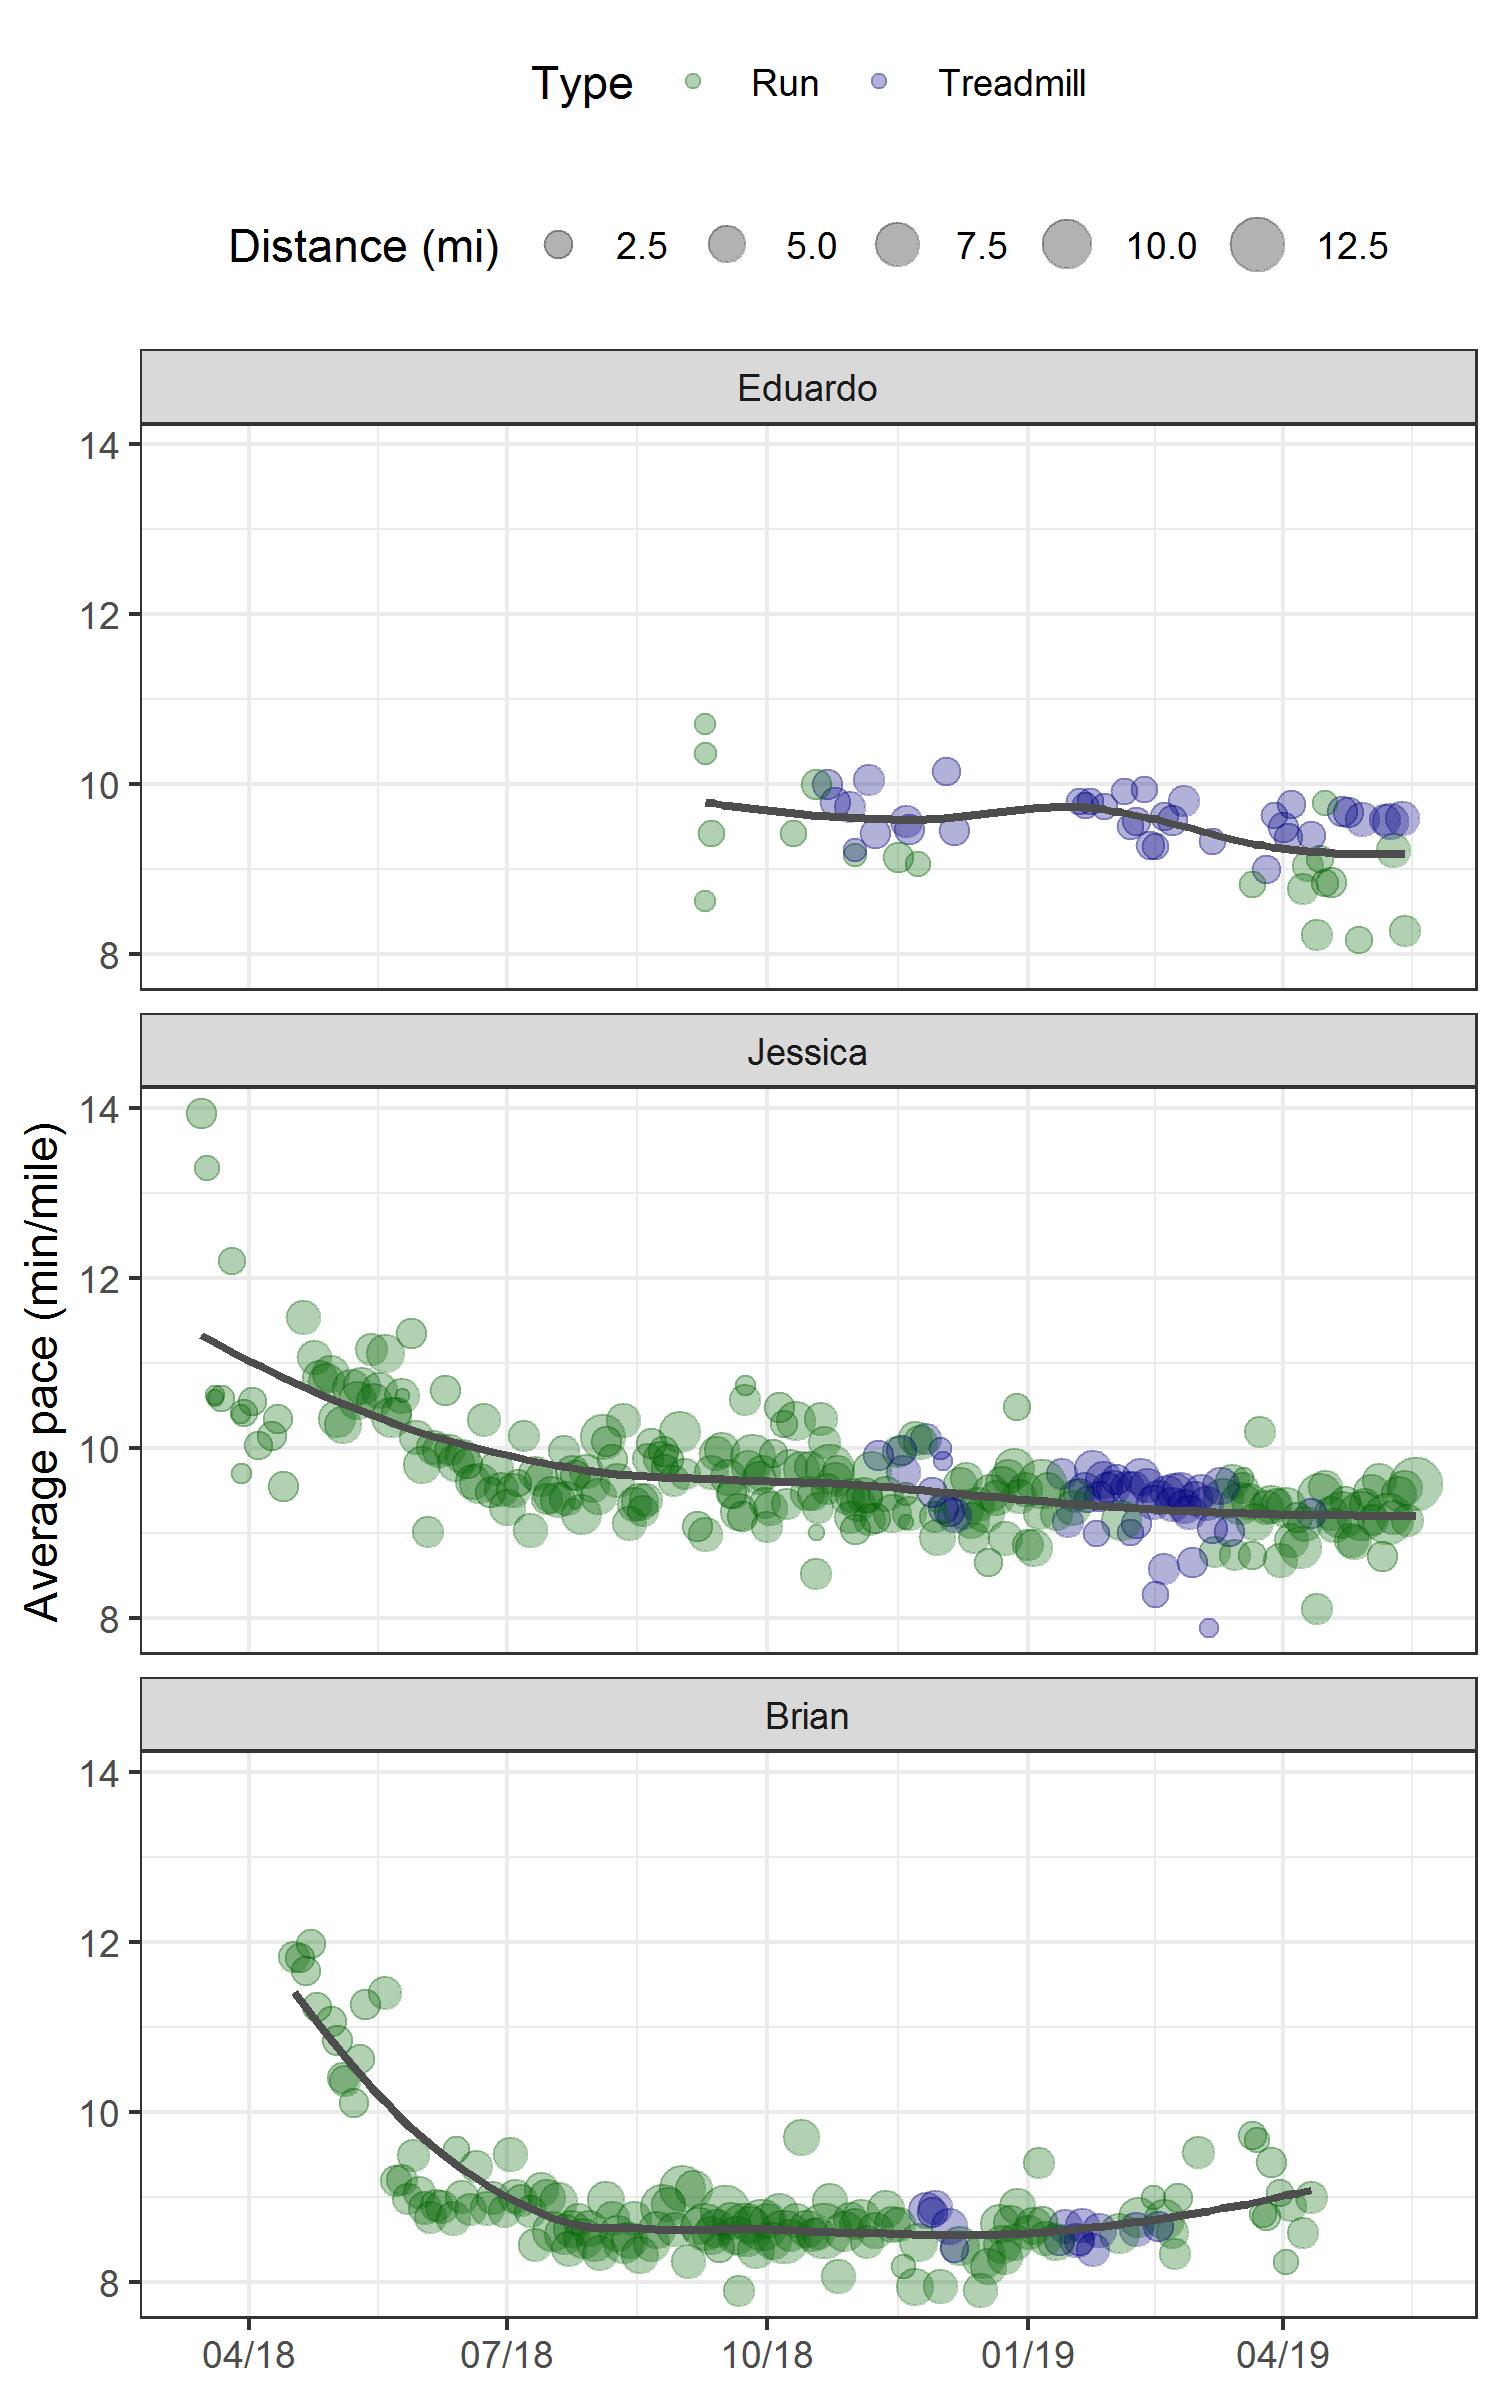 Type Run Treadmill
Distance (mi) 2.5 5.0 7.5 10.0 12.5
Eduardo
14
12
10
8
Jessica
14
12
10
8
Average pace (min/mile)
Brian
14
12
10
8
04/18 07/18 10/18 01/19 04/19